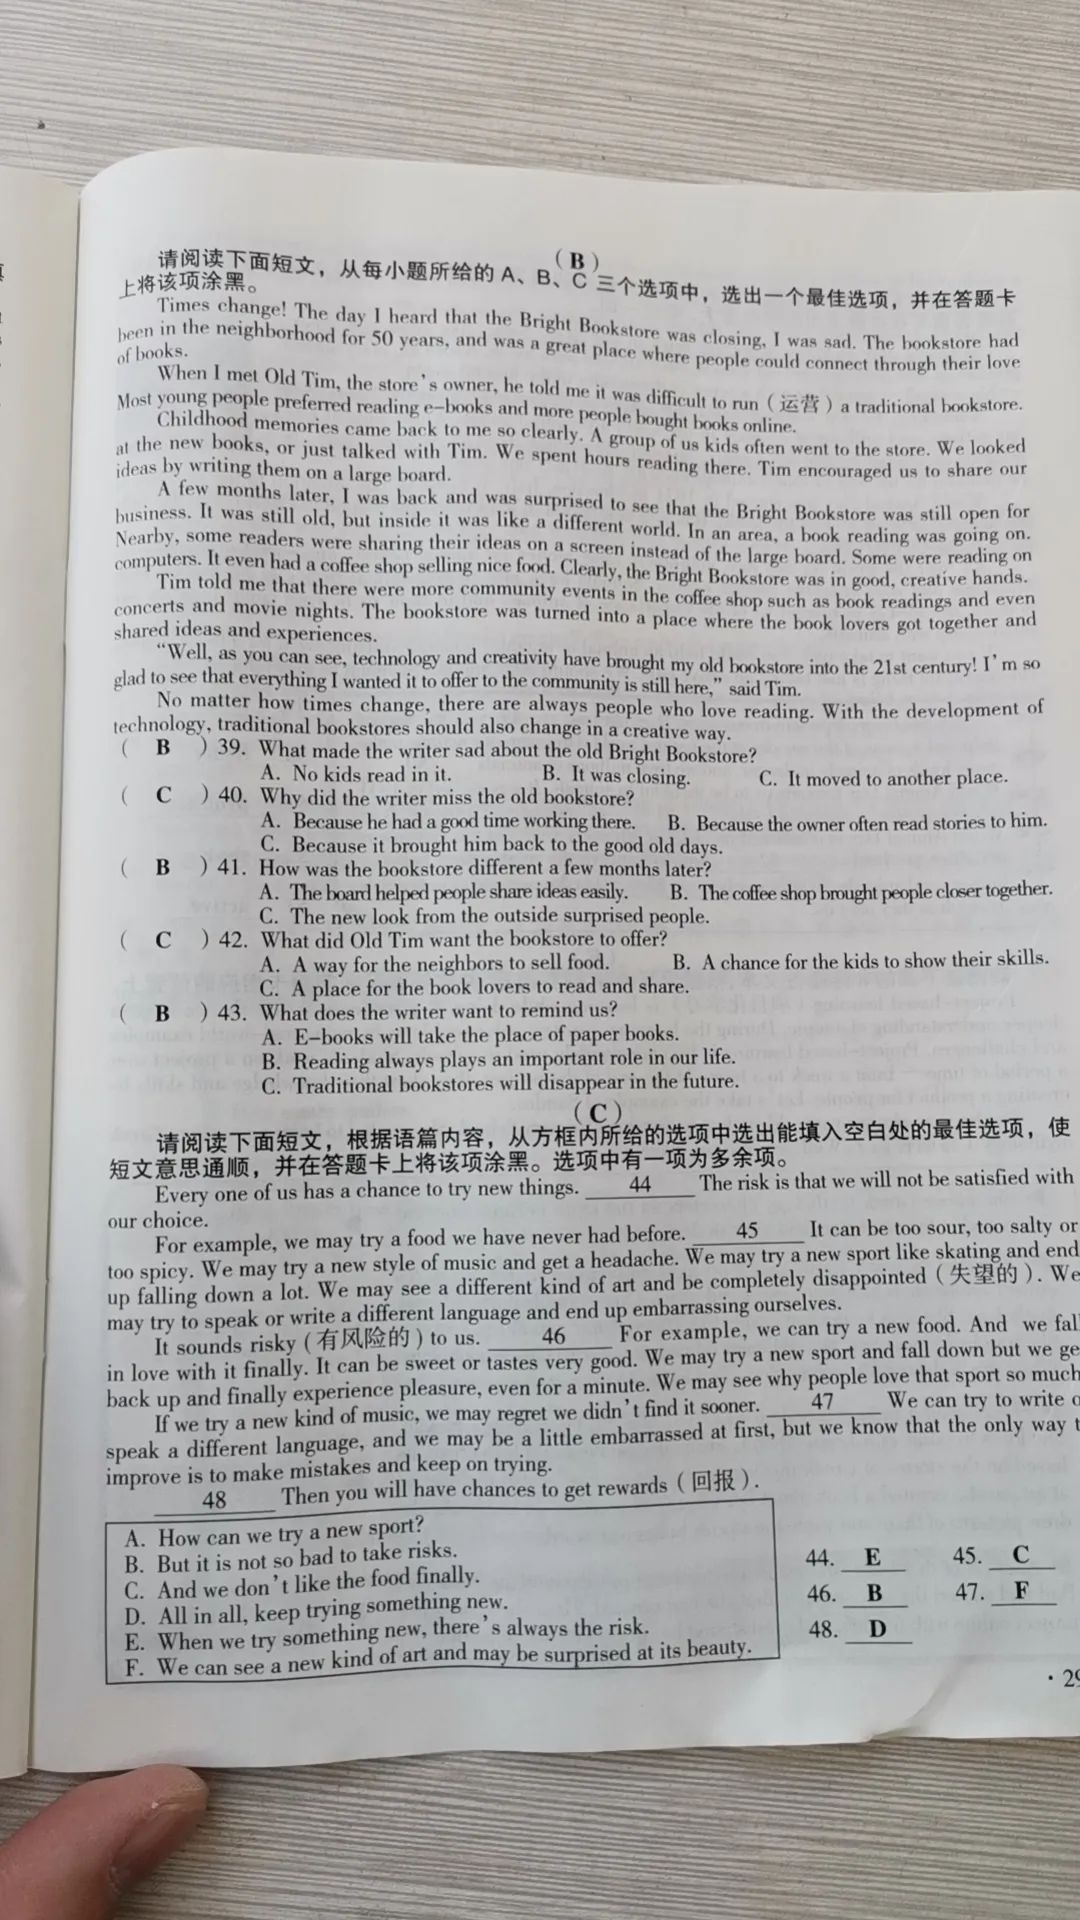 (B)
请阅读下面短文，从每小题所给的 A、B、C 三个选项中，选出一个最佳选项，并在答题卡
上将该项涂黑。
Times change! The day I heard that the Bright Bookstore was closing, I was sad. The bookstore had
been in the neighborhood for 50 years, and was a great place where people could connect through their love
of books.
When I met Old Tim, the store's owner, he told me it was difficult to run (运营) a traditional bookstore.
Most young people preferred reading e-books and more people bought books online.
Childhood memories came back to me so clearly. A group of us kids often went to the store. We looked
at the new books, or just talked with Tim. We spent hours reading there. Tim encouraged us to share our
ideas by writing them on a large board.
A few months later, I was back and was surprised to see that the Bright Bookstore was still open for
business. It was still old, but inside it was like a different world. In an area, a book reading was going on.
Nearby, some readers were sharing their ideas on a screen instead of the large board. Some were reading on
computers. It even had a coffee shop selling nice food. Clearly, the Bright Bookstore was in good, creative hands.
Tim told me that there were more community events in the coffee shop such as book readings and even
concerts and movie nights. The bookstore was turned into a place where the book lovers got together and
shared ideas and experiences.
"Well, as you can see, technology and creativity have brought my old bookstore into the 21st century! I'm so
glad to see that everything I wanted it to offer to the community is still here," said Tim.
No matter how times change, there are always people who love reading. With the development of
technology, traditional bookstores should also change in a creative way.
( B ) 39. What made the writer sad about the old Bright Bookstore?
A. No kids read in it. B. It was closing. C. It moved to another place.
( C ) 40. Why did the writer miss the old bookstore?
A. Because he had a good time working there. B. Because the owner often read stories to him.
C. Because it brought him back to the good old days.
( B ) 41. How was the bookstore different a few months later?
A. The board helped people share ideas easily. B. The coffee shop brought people closer together.
C. The new look from the outside surprised people.
( C ) 42. What did Old Tim want the bookstore to offer?
A. A way for the neighbors to sell food. B. A chance for the kids to show their skills.
C. A place for the book lovers to read and share.
( B ) 43. What does the writer want to remind us?
A. E-books will take the place of paper books.
B. Reading always plays an important role in our life.
C. Traditional bookstores will disappear in the future.
(C)
请阅读下面短文，根据语篇内容，从方框内所给的选项中选出能填入空白处的最佳选项，使
短文意思通顺，并在答题卡上将该项涂黑。选项中有一项为多余项。
Every one of us has a chance to try new things. 44 The risk is that we will not be satisfied with
our choice.
For example, we may try a food we have never had before. 45 It can be too sour, too salty or
too spicy. We may try a new style of music and get a headache. We may try a new sport like skating and end
up falling down a lot. We may see a different kind of art and be completely disappointed (失望的). We
may try to speak or write a different language and end up embarrassing ourselves.
It sounds risky (有风险的) to us. 46 For example, we can try a new food. And we fal
in love with it finally. It can be sweet or tastes very good. We may try a new sport and fall down but we ge
back up and finally experience pleasure, even for a minute. We may see why people love that sport so much
If we try a new kind of music, we may regret we didn't find it sooner. 47 We can try to write o
speak a different language, and we may be a little embarrassed at first, but we know that the only way t
improve is to make mistakes and keep on trying.
48 Then you will have chances to get rewards (回报).
A. How can we try a new sport?
B. But it is not so bad to take risks.
C. And we don't like the food finally.
D. All in all, keep trying something new.
E. When we try something new, there's always the risk.
F. We can see a new kind of art and may be surprised at its beauty.
44. E 45. C
46. B 47. F
48. D
· 29